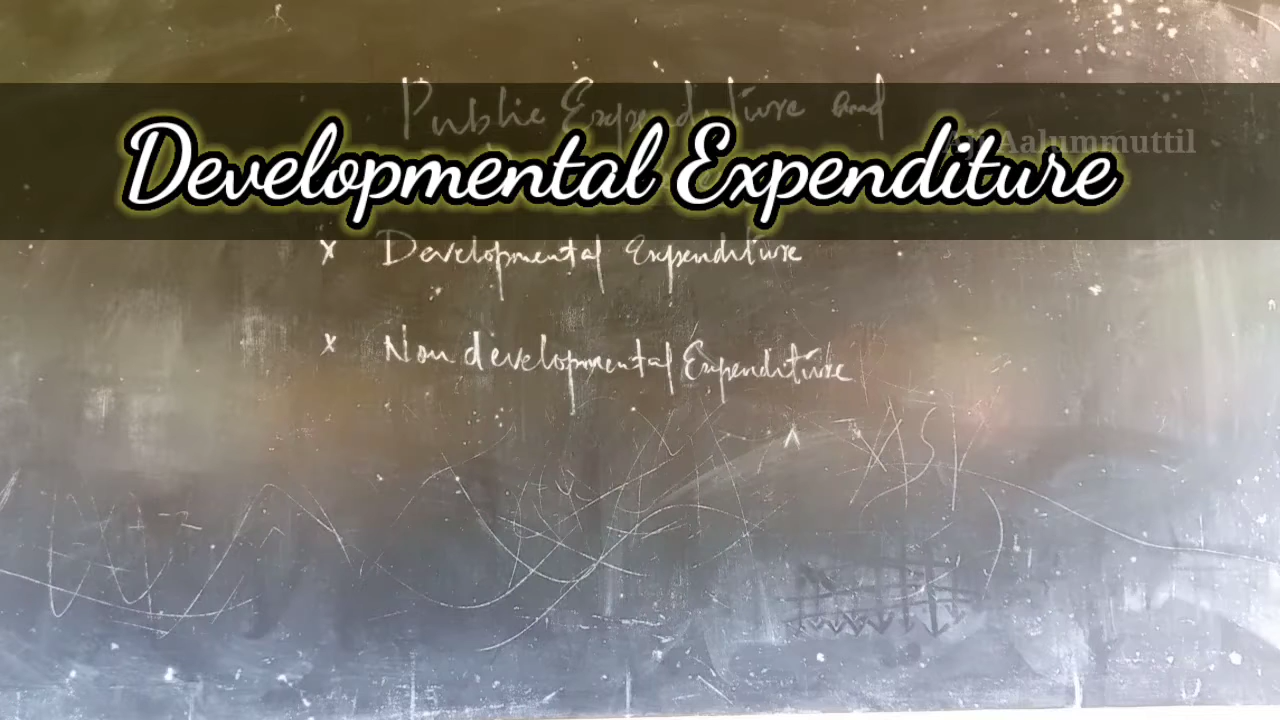 Public Expenditure and
Aalummuttil
Developmental Expenditure
x Developmental Expenditure
x Non developmental Expenditure